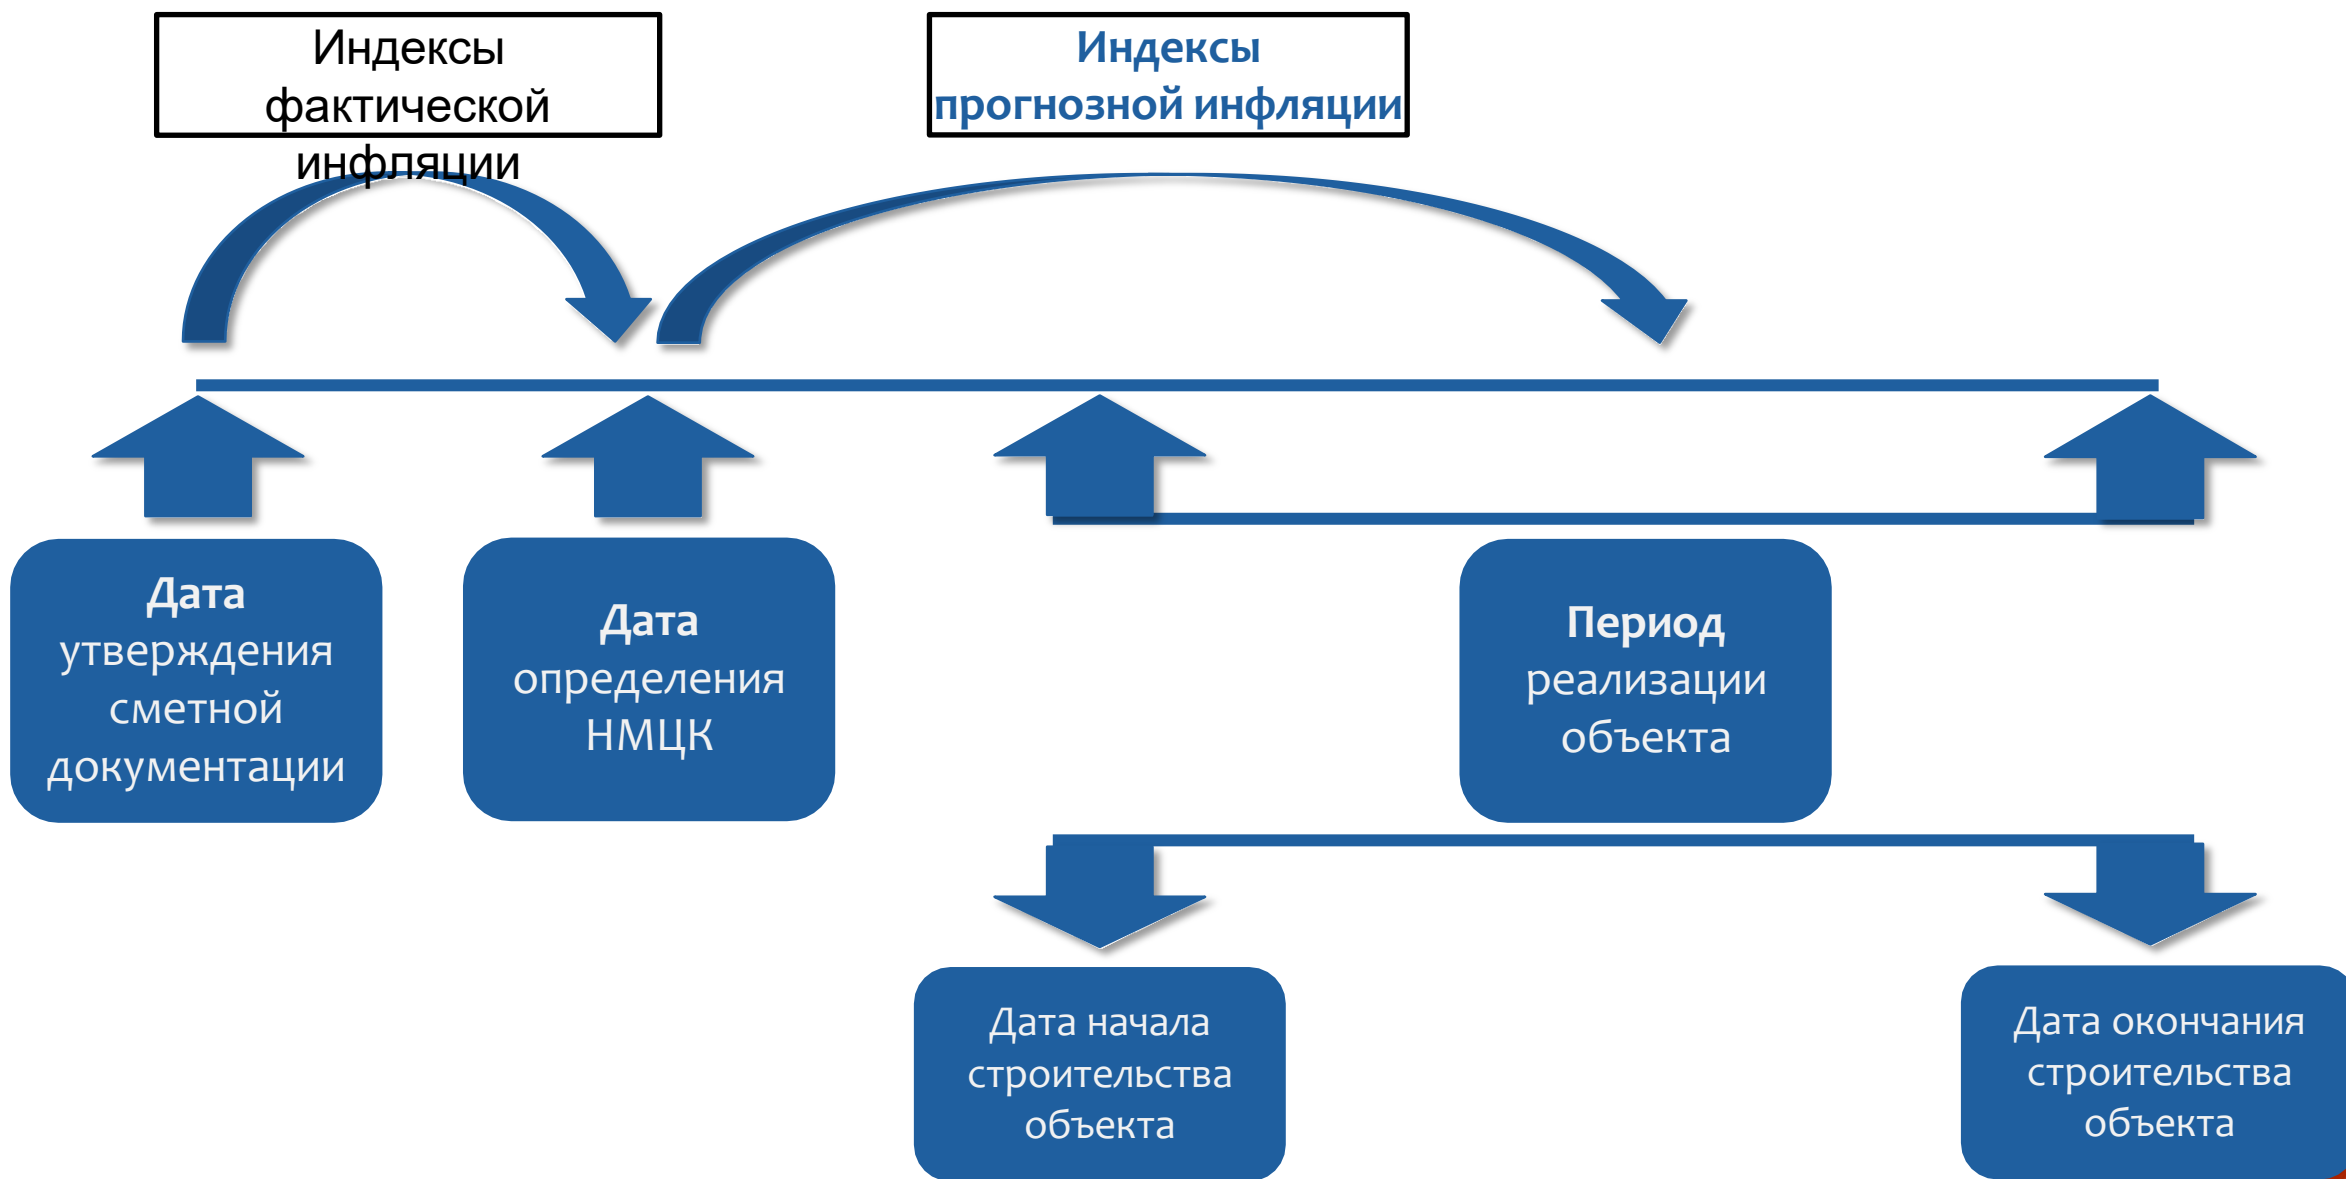 Индексы
фактической
инфляции
Индексы
прогнозной инфляции
Дата
утверждения
сметной
документации
Дата
определения
НМЦК
Период
реализации
объекта
Дата начала
строительства
объекта
Дата окончания
строительства
объекта